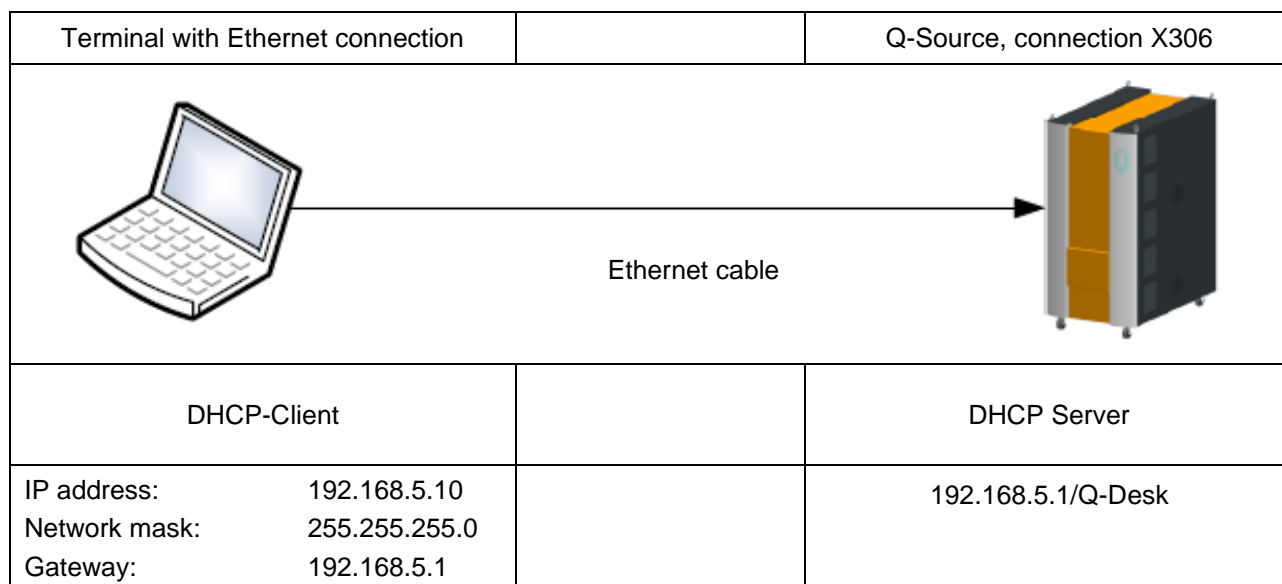 Terminal with Ethernet connection
Q-Source, connection X306
Q
Ethernet cable
DHCP-Client
DHCP Server
IP address: 192.168.5.10
192.168.5.1/Q-Desk
Network mask: 255.255.255.0
Gateway: 192.168.5.1